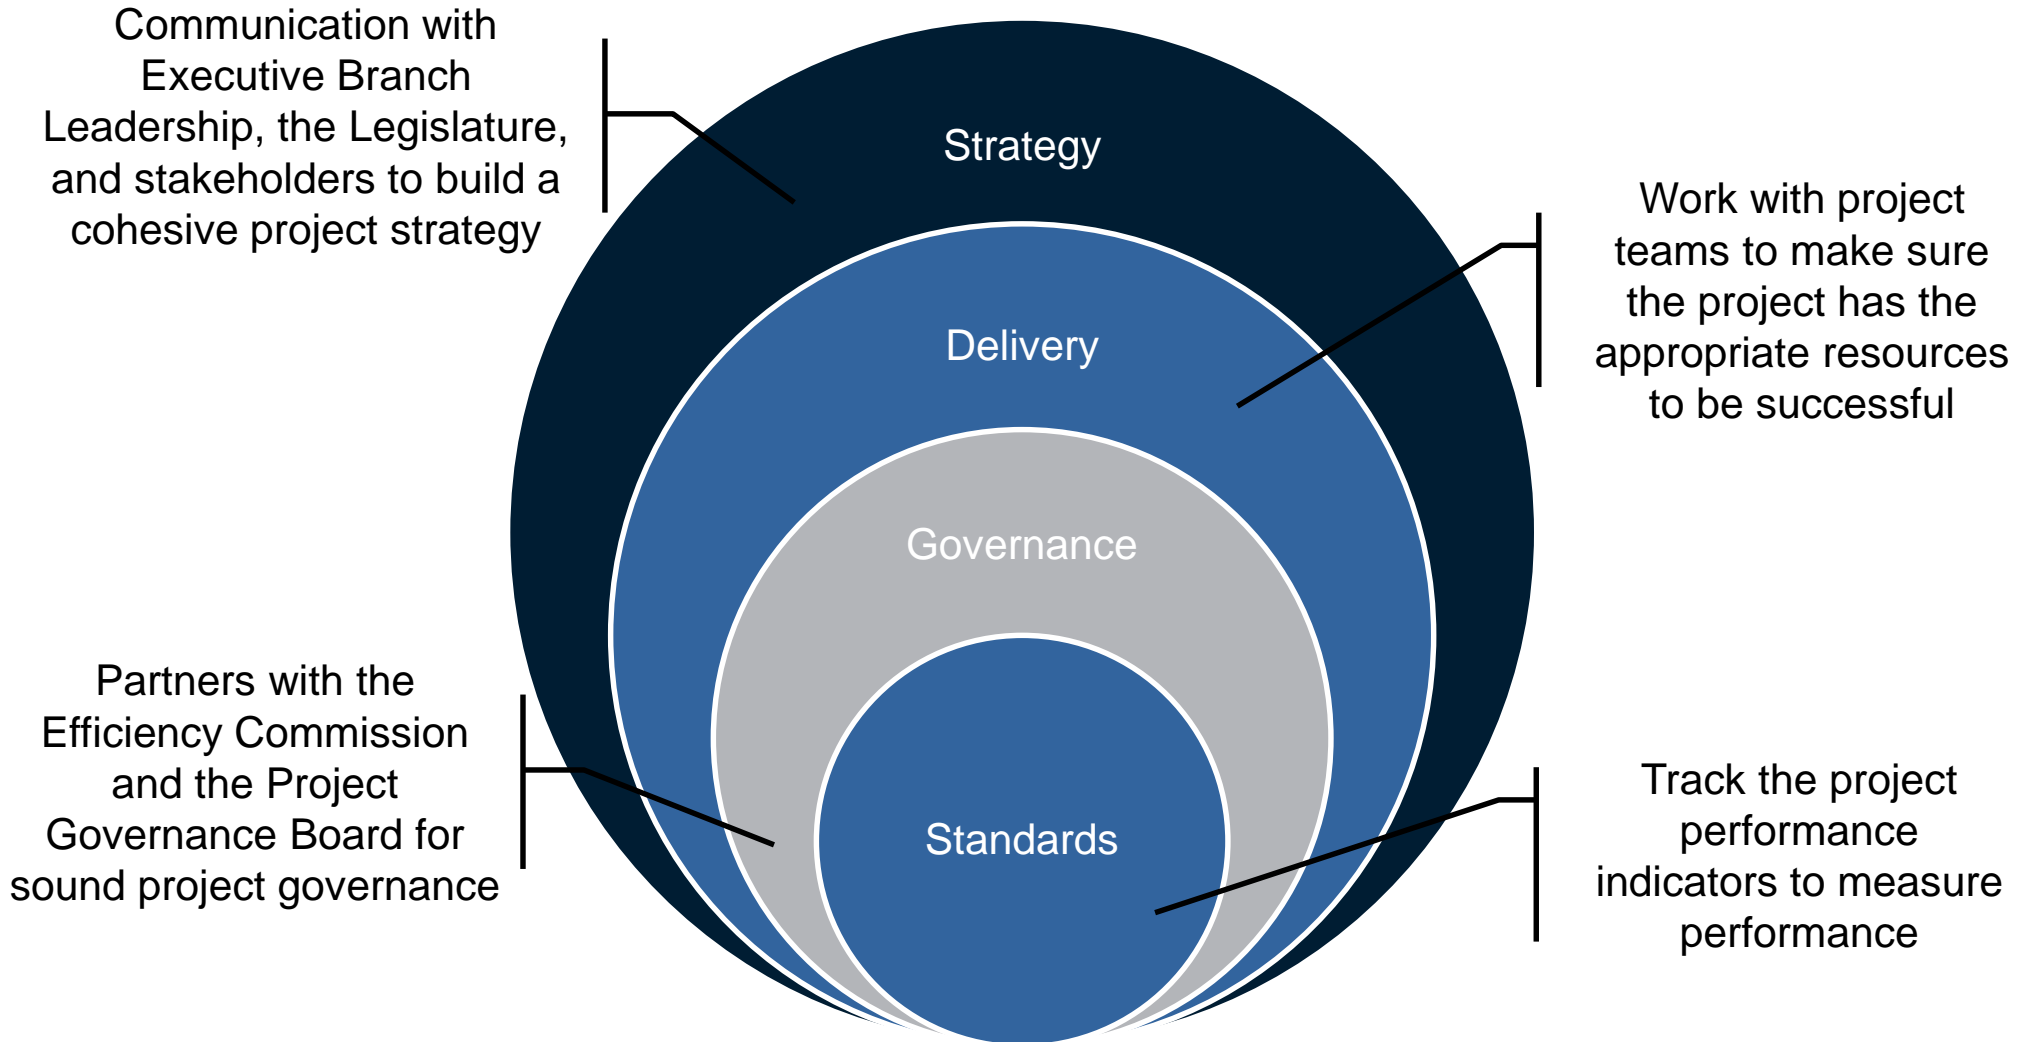 Communication with
Executive Branch
Leadership, the Legislature,
and stakeholders to build a
cohesive project strategy
Strategy
Work with project
teams to make sure
the project has the
appropriate resources
to be successful
Delivery
Governance
Partners with the
Efficiency Commission
and the Project
Governance Board for
sound project governance
Standards
Track the project
performance
indicators to measure
performance